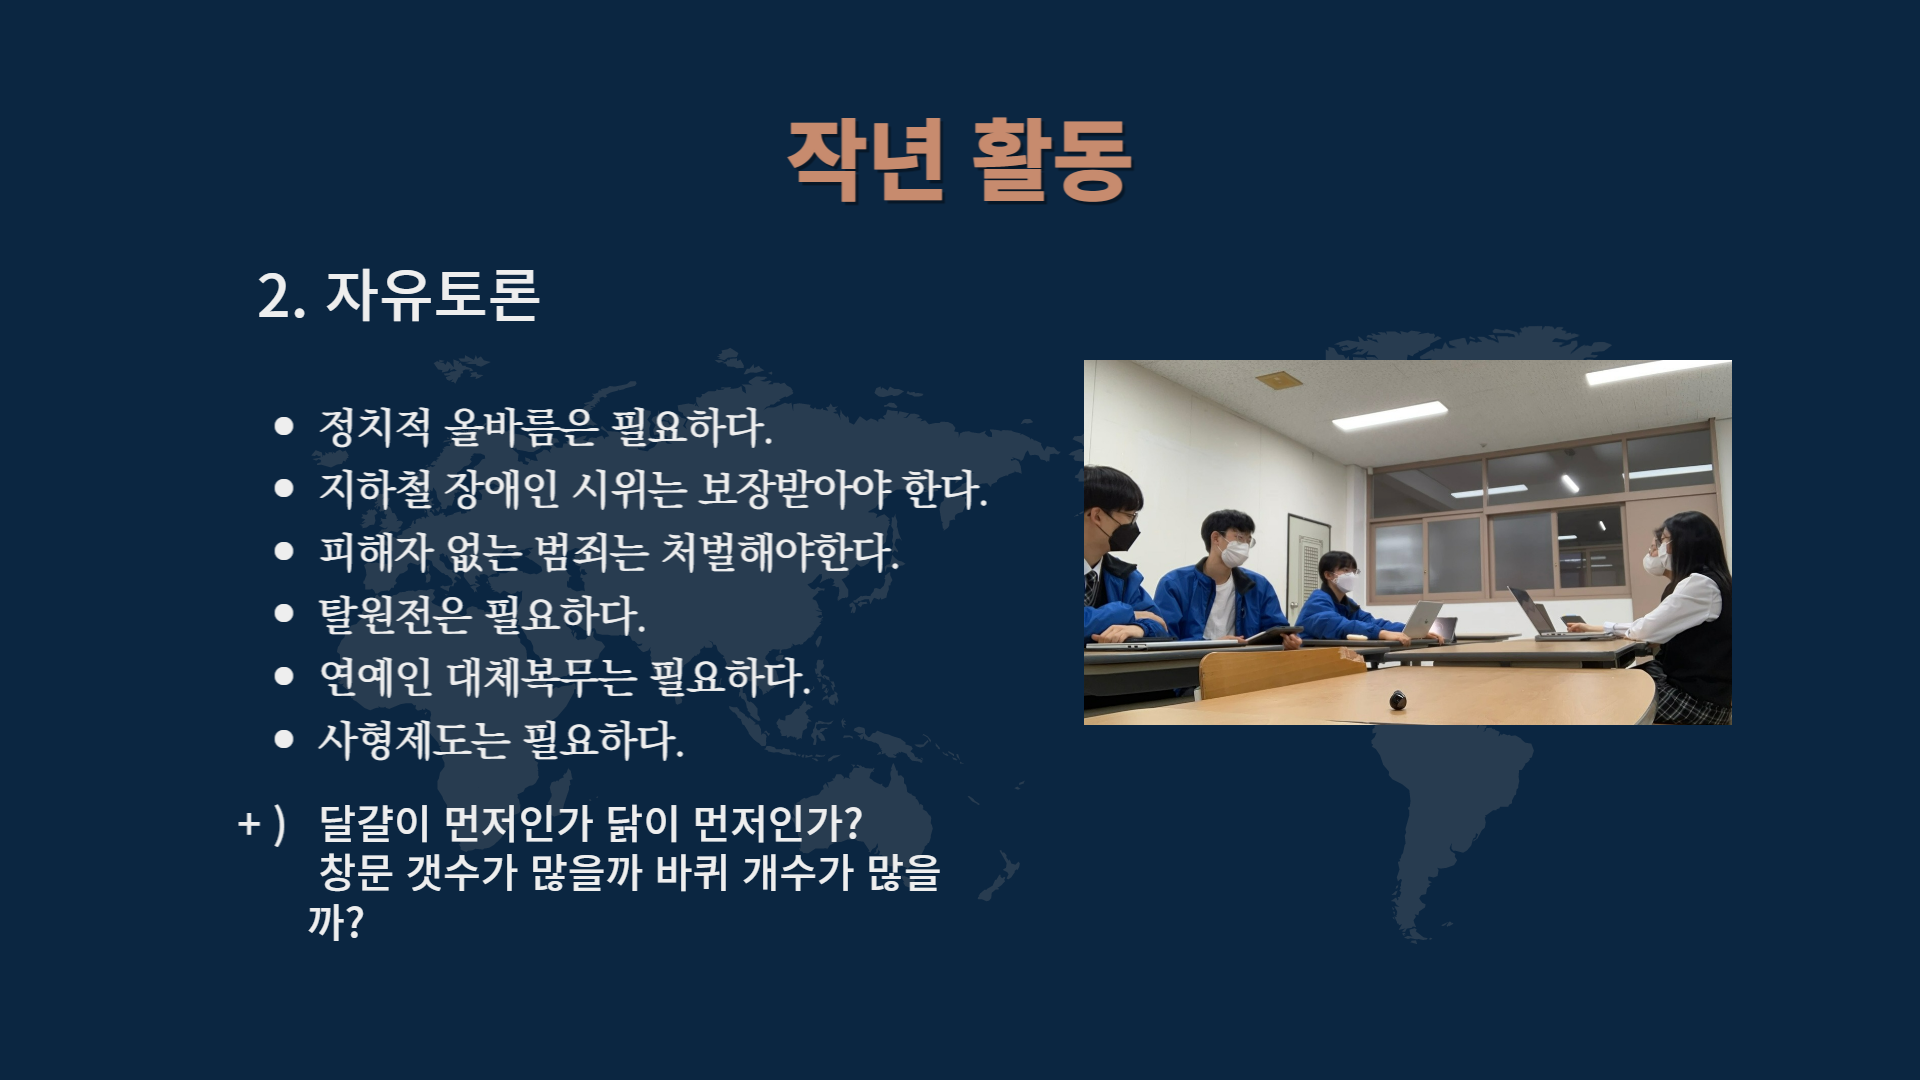 작년 활동
2. 자유토론
● 정치적 올바름은 필요하다.
● 지하철 장애인 시위는 보장받아야 한다.
● 피해자 없는 범죄는 처벌해야한다.
● 탈원전은 필요하다.
● 연예인 대체복무는 필요하다.
● 사형제도는 필요하다.
+ ) 달걀이 먼저인가 닭이 먼저인가?
창문 갯수가 많을까 바퀴 개수가 많을
까?